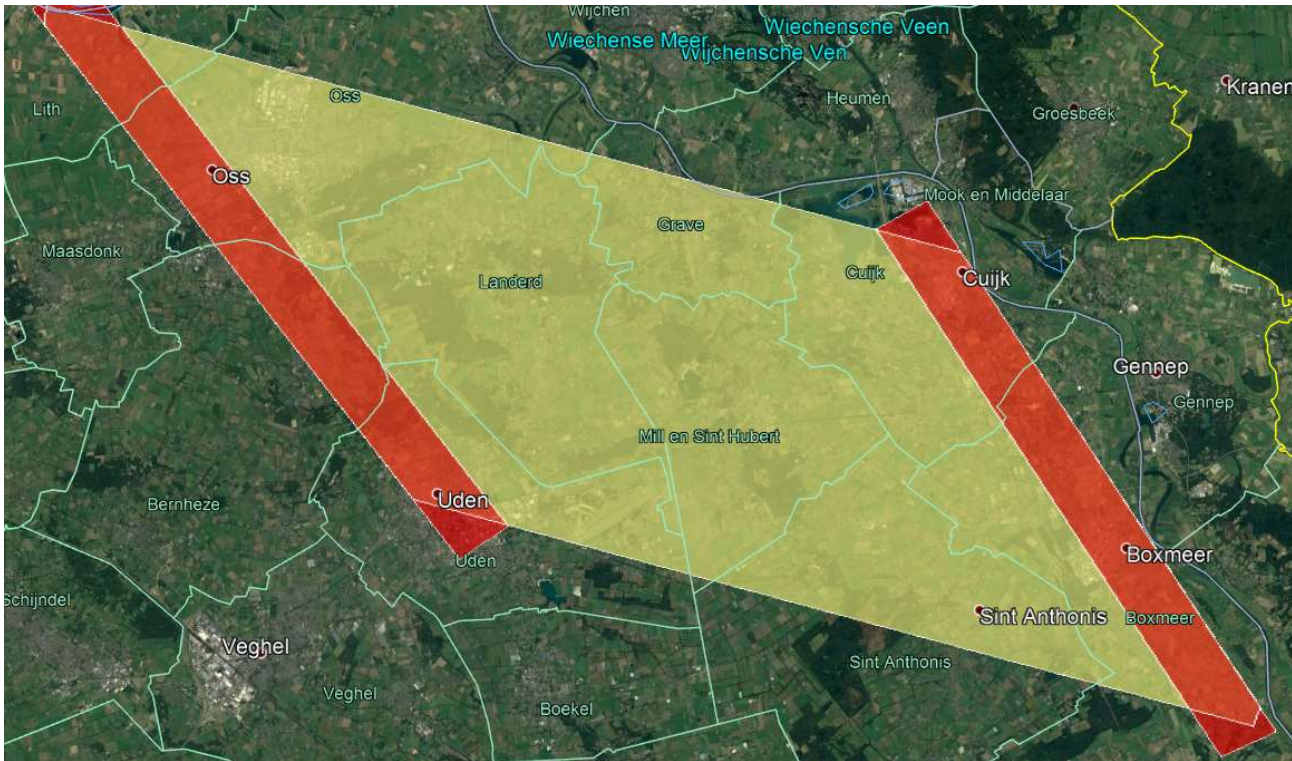 Wijchen
Wiechensche Veen
Wiechense Meer
Wijchensche Ven
Kranen
Oss
Heumen
Lith
Groesbeek
Oss
Mook en Middelaar
Maasdonk
Grave
Landerd
Cuijk
Cuijk
Gennep
Gennep
Mill en Sint Hubert
Bernheze
Uden
Uden
Boxmeer
Schijndel
Sint Anthonis
Boxmeer
Veghel
Sint Anthonis
Veghel
Boekel